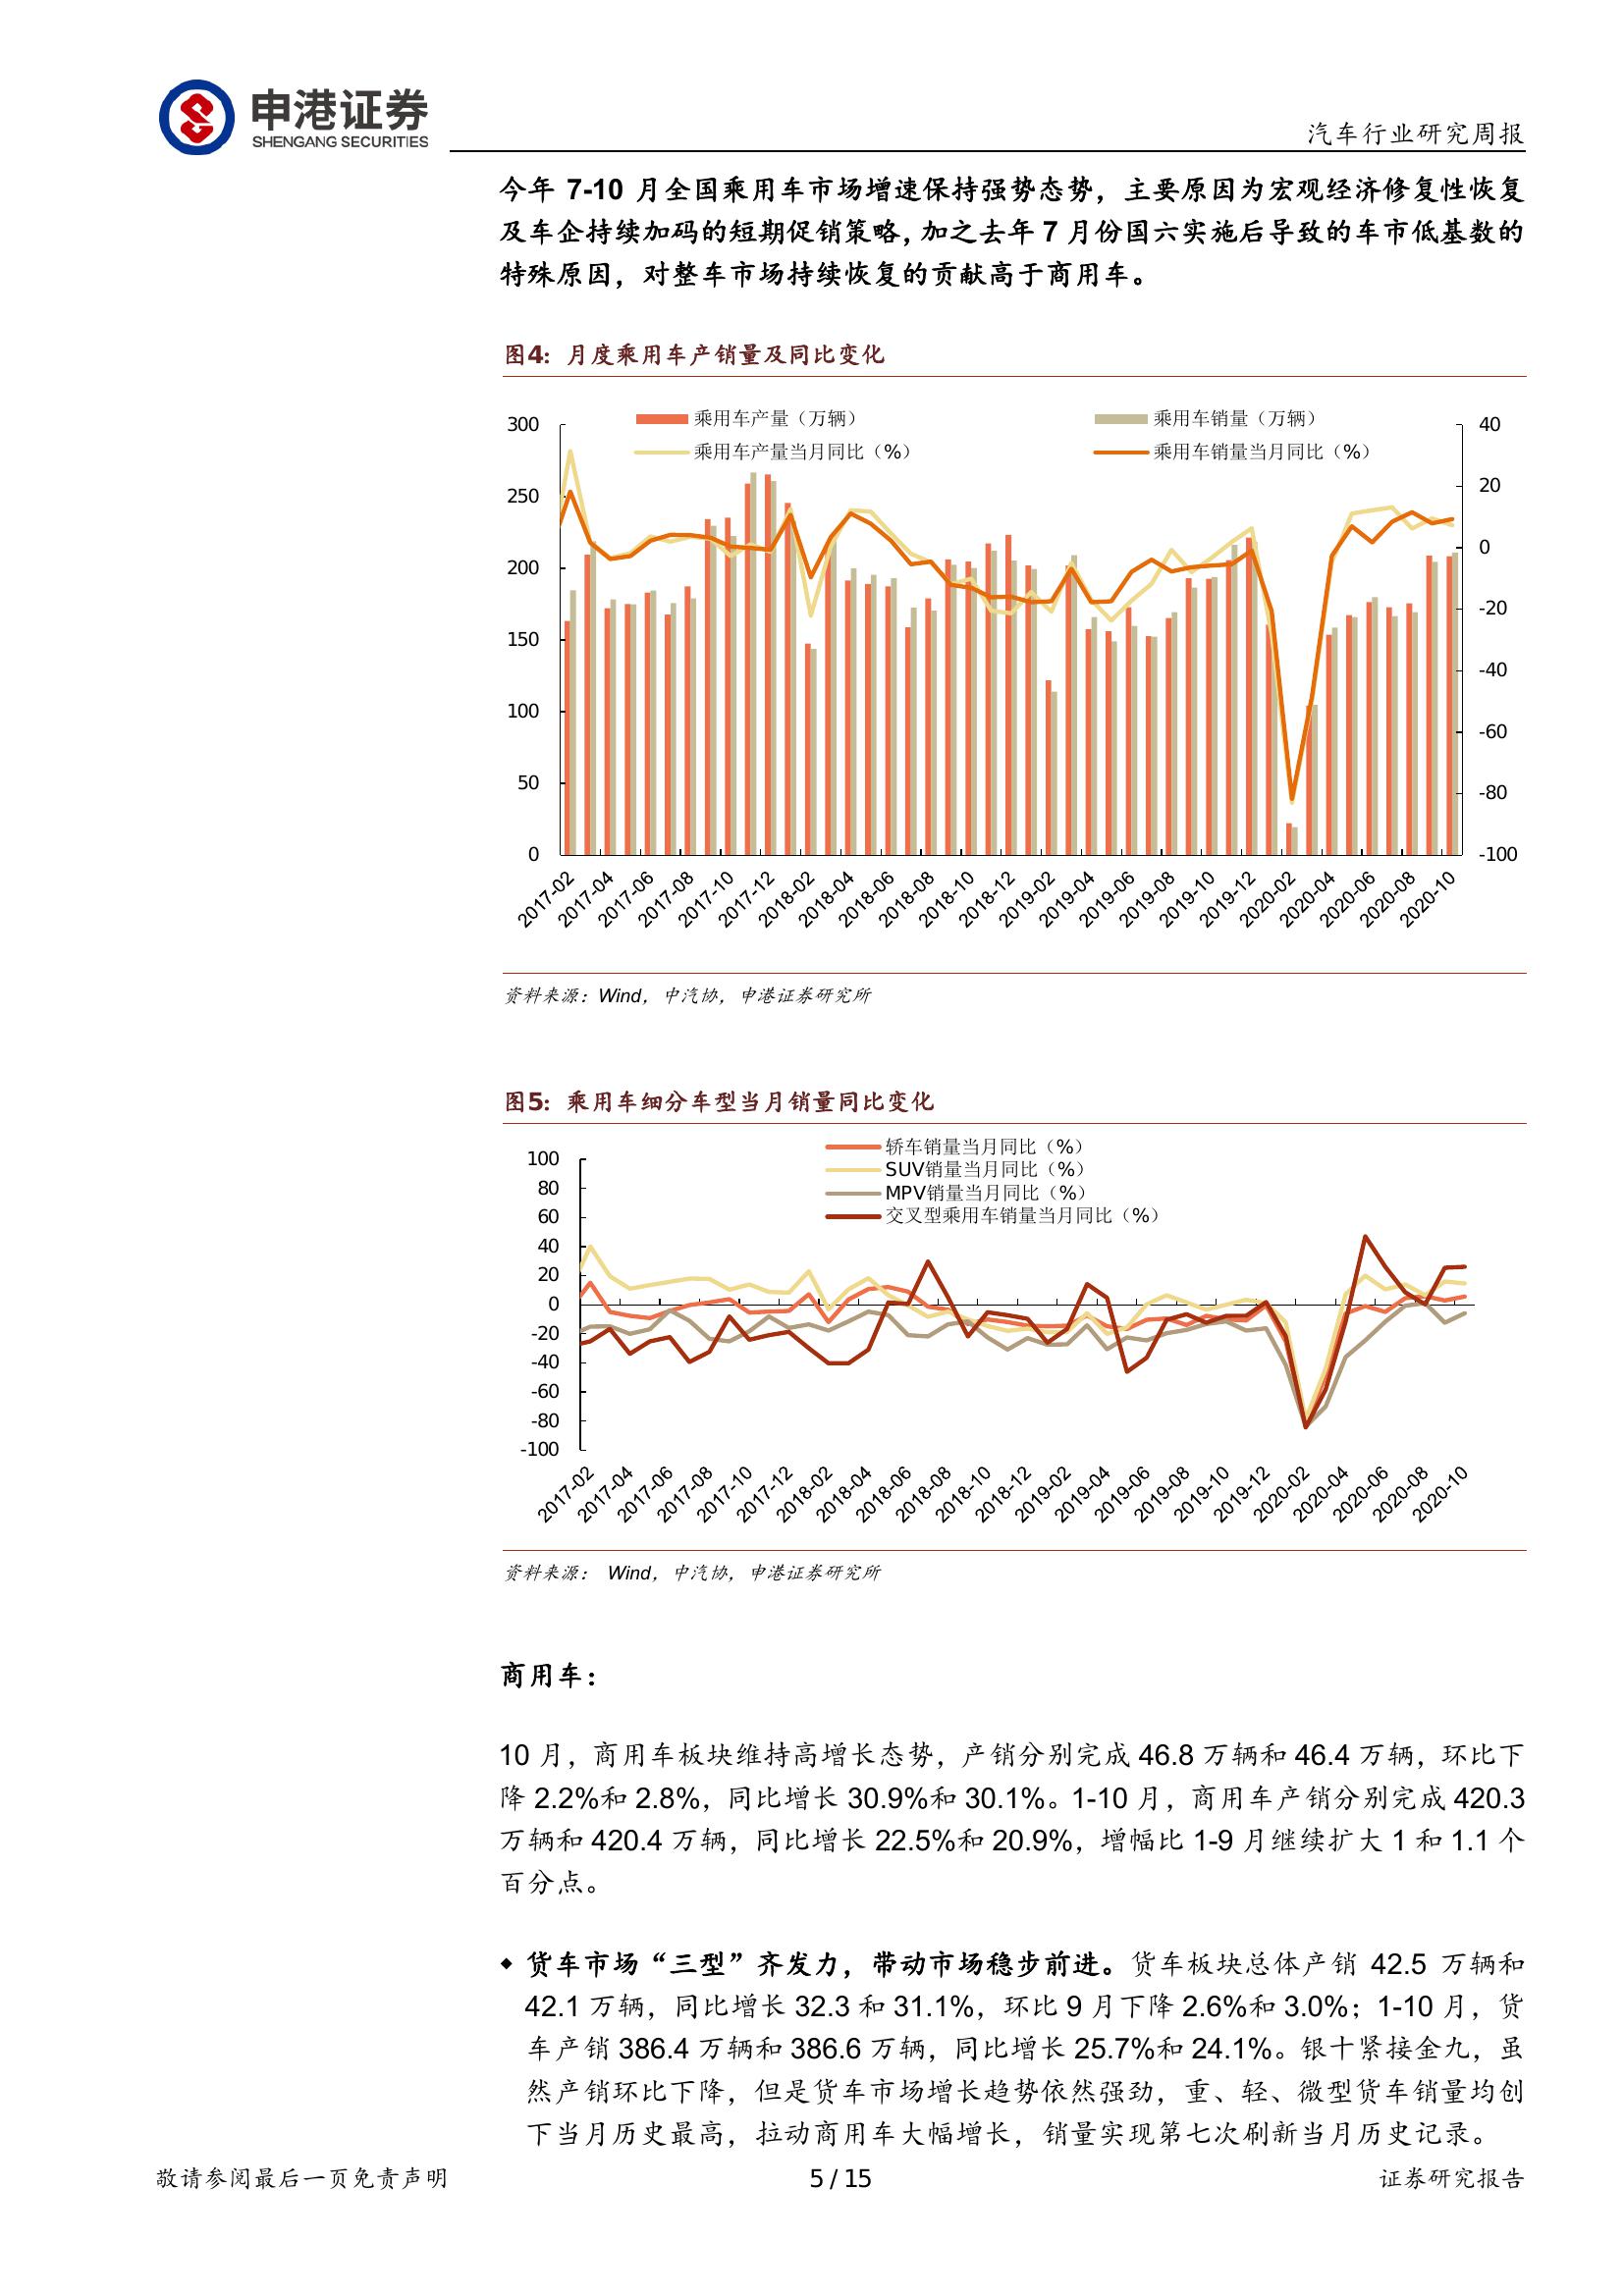 申港证券
SHENGANG SECURITIES
汽车行业研究周报
今年 7-10 月全国乘用车市场增速保持强势态势，主要原因为宏观经济修复性恢复
及车企持续加码的短期促销策略，加之去年 7 月份国六实施后导致的车市低基数的
特殊原因，对整车市场持续恢复的贡献高于商用车。
图4：月度乘用车产销量及同比变化
乘用车产量（万辆） 乘用车销量（万辆）
乘用车产量当月同比（%） 乘用车销量当月同比（%）
300 40
250 20
200 0
150 -20
100 -40
50 -60
0 -80
-100
2017-02 2017-04 2017-06 2017-08 2017-10 2017-12 2018-02 2018-04 2018-06 2018-08 2018-10 2018-12 2019-02 2019-04 2019-06 2019-08 2019-10 2019-12 2020-02 2020-04 2020-06 2020-08 2020-10
资料来源：Wind，中汽协，申港证券研究所
图5：乘用车细分车型当月销量同比变化
轿车销量当月同比（%）
SUV销量当月同比（%）
MPV销量当月同比（%）
交叉型乘用车销量当月同比（%）
100
80
60
40
20
0
-20
-40
-60
-80
-100
2017-02 2017-04 2017-06 2017-08 2017-10 2017-12 2018-02 2018-04 2018-06 2018-08 2018-10 2018-12 2019-02 2019-04 2019-06 2019-08 2019-10 2019-12 2020-02 2020-04 2020-06 2020-08 2020-10
资料来源： Wind，中汽协，申港证券研究所
商用车：
10 月，商用车板块维持高增长态势，产销分别完成 46.8 万辆和 46.4 万辆，环比下
降 2.2%和 2.8%，同比增长 30.9%和 30.1%。1-10 月，商用车产销分别完成 420.3
万辆和 420.4 万辆，同比增长 22.5%和 20.9%，增幅比 1-9 月继续扩大 1 和 1.1 个
百分点。
◆ 货车市场“三型”齐发力，带动市场稳步前进。货车板块总体产销 42.5 万辆和
42.1 万辆，同比增长 32.3 和 31.1%，环比 9 月下降 2.6%和 3.0%；1-10 月，货
车产销 386.4 万辆和 386.6 万辆，同比增长 25.7%和 24.1%。银十紧接金九，虽
然产销环比下降，但是货车市场增长趋势依然强劲，重、轻、微型货车销量均创
下当月历史最高，拉动商用车大幅增长，销量实现第七次刷新当月历史记录。
敬请参阅最后一页免责声明 5 / 15 证券研究报告